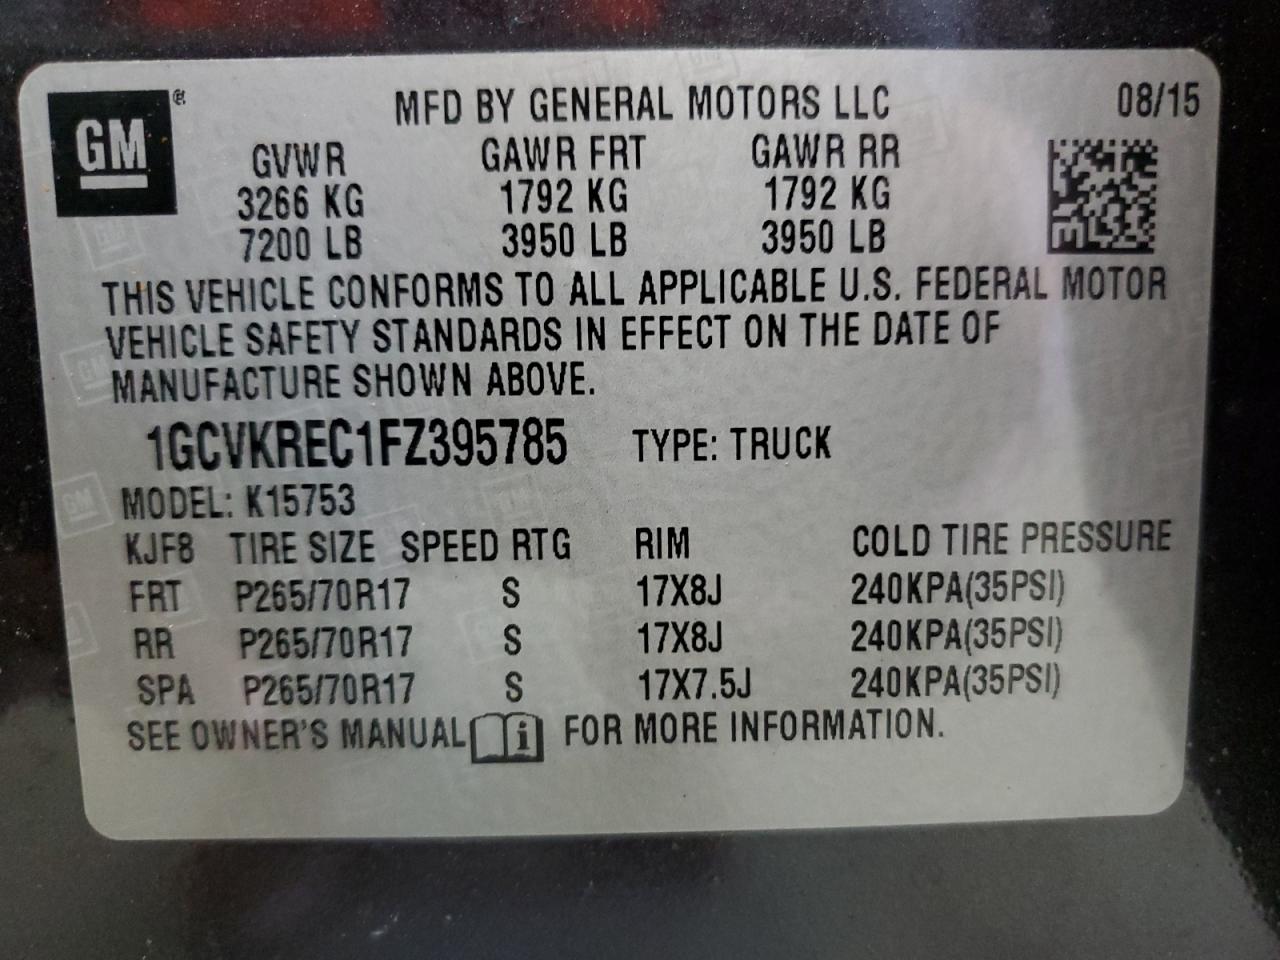 GM ® MFD BY GENERAL MOTORS LLC 08/15
GVWR GAWR FRT GAWR RR
3266 KG 1792 KG 1792 KG
7200 LB 3950 LB 3950 LB
THIS VEHICLE CONFORMS TO ALL APPLICABLE U.S. FEDERAL MOTOR
VEHICLE SAFETY STANDARDS IN EFFECT ON THE DATE OF
MANUFACTURE SHOWN ABOVE.
1GCVKREC1FZ395785 TYPE: TRUCK
MODEL: K15753
KJF8 TIRE SIZE SPEED RTG RIM COLD TIRE PRESSURE
FRT P265/70R17 S 17X8J 240KPA(35PSI)
RR P265/70R17 S 17X8J 240KPA(35PSI)
SPA P265/70R17 S 17X7.5J 240KPA(35PSI)
SEE OWNER'S MANUAL i FOR MORE INFORMATION.